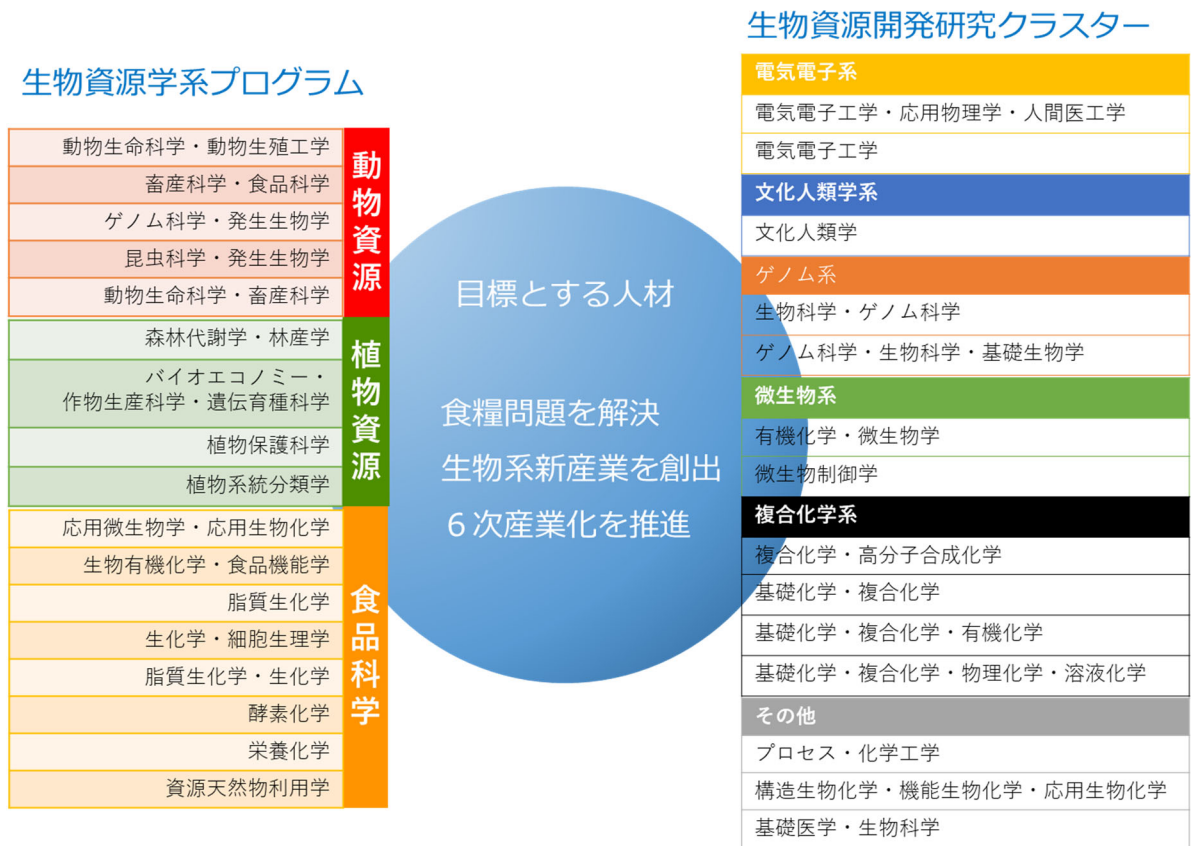 生物資源学系プログラム
動物生命科学・動物生殖工学
畜産科学・食品科学
ゲノム科学・発生生物学
昆虫科学・発生生物学
動物生命科学・畜産科学
動物資源
森林代謝学・林産学
バイオエコノミー・
作物生産科学・遺伝育種科学
植物保護科学
植物系統分類学
植物資源
応用微生物学・応用生物化学
生物有機化学・食品機能学
脂質生化学
生化学・細胞生理学
脂質生化学・生化学
酵素化学
栄養化学
資源天然物利用学
食品科学
目標とする人材
食糧問題を解決
生物系新産業を創出
6次産業化を推進
生物資源開発研究クラスター
電気電子系
電気電子工学・応用物理学・人間医工学
電気電子工学
文化人類学系
文化人類学
ゲノム系
生物科学・ゲノム科学
ゲノム科学・生物科学・基礎生物学
微生物系
有機化学・微生物学
微生物制御学
複合化学系
複合化学・高分子合成化学
基礎化学・複合化学
基礎化学・複合化学・有機化学
基礎化学・複合化学・物理化学・溶液化学
その他
プロセス・化学工学
構造生物化学・機能生物化学・応用生物化学
基礎医学・生物科学